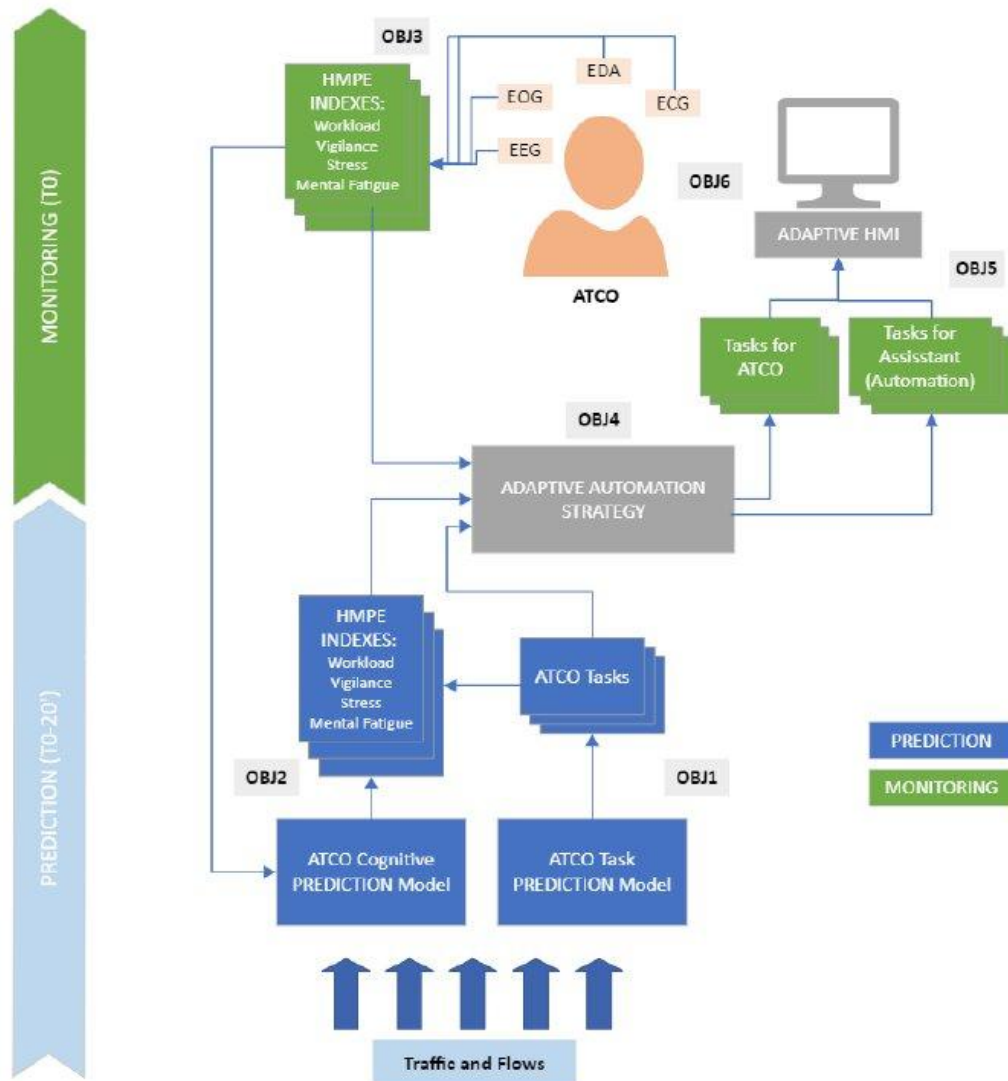 OBJ3
HMPE
INDEXES:
Workload
Vigilance
Stress
Mental Fatigue
EDA
EOG
ECG
EEG
ATCO
OBJ6
ADAPTIVE HMI
OBJ5
Tasks for
ATCO
Tasks for
Assisstant
(Automation)
MONITORING (T0)
OBJ4
ADAPTIVE AUTOMATION
STRATEGY
HMPE
INDEXES:
Workload
Vigilance
Stress
Mental Fatigue
ATCO Tasks
OBJ2
OBJ1
PREDICTION
MONITORING
ATCO Cognitive
PREDICTION Model
ATCO Task
PREDICTION Model
PREDICTION (T0-20')
Traffic and Flows